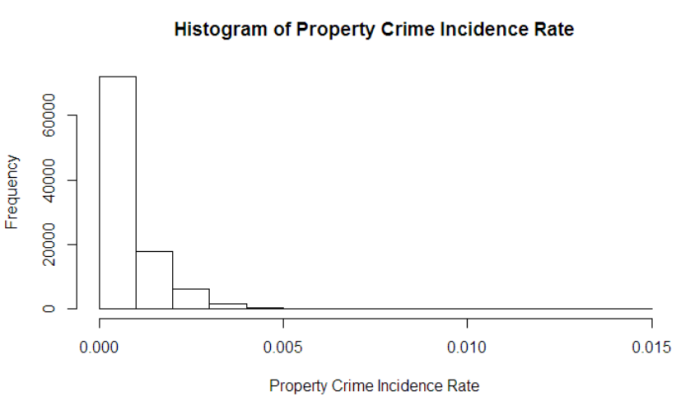 Histogram of Property Crime Incidence Rate
Frequency
60000
40000
20000
0
0.000 0.005 0.010 0.015
Property Crime Incidence Rate